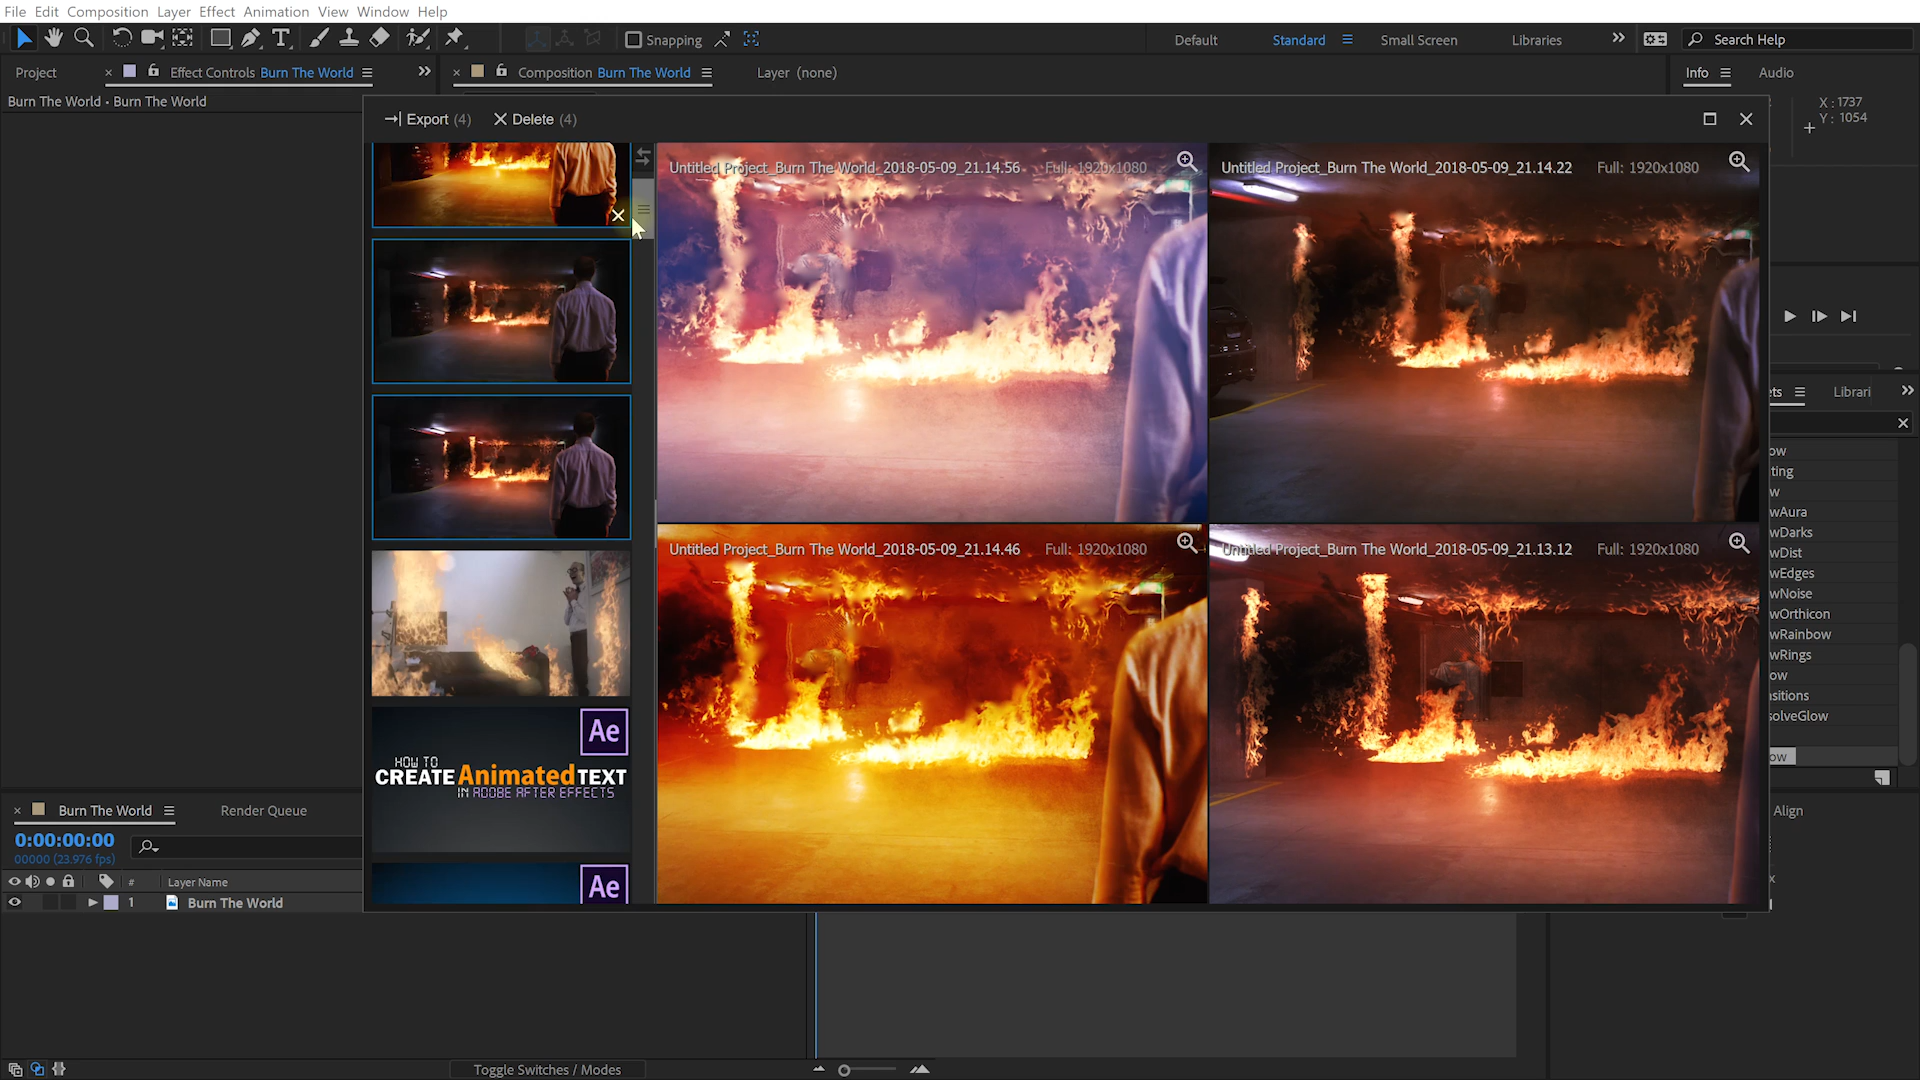 File Edit Composition Layer Effect Animation View Window Help
Snapping
Default Standard Small Screen Libraries
Search Help
Project
Effect Controls Burn The World
Composition Burn The World
Layer (none)
Info Audio
Burn The World • Burn The World
X : 1737
Y : 1054
Export (4) Delete (4)
Untitled Project_Burn The World_2018-05-09_21.14.56 Full: 1920x1080
Untitled Project_Burn The World_2018-05-09_21.14.22 Full: 1920x1080
ets Librari
ow
ting
w
wAura
wDarks
wDist
wEdges
wNoise
wOrthicon
wRainbow
wRings
ow
sitions
solveGlow
ow
Untitled Project_Burn The World_2018-05-09_21.14.46 Full: 1920x1080
Untitled Project_Burn The World_2018-05-09_21.13.12 Full: 1920x1080
Ae
HOW TO
CREATE Animated TEXT
IN ADOBE AFTER EFFECTS
Ae
Burn The World Render Queue
Align
0:00:00:00
00000 (23.976 fps)
# Layer Name
1 Burn The World
Toggle Switches / Modes